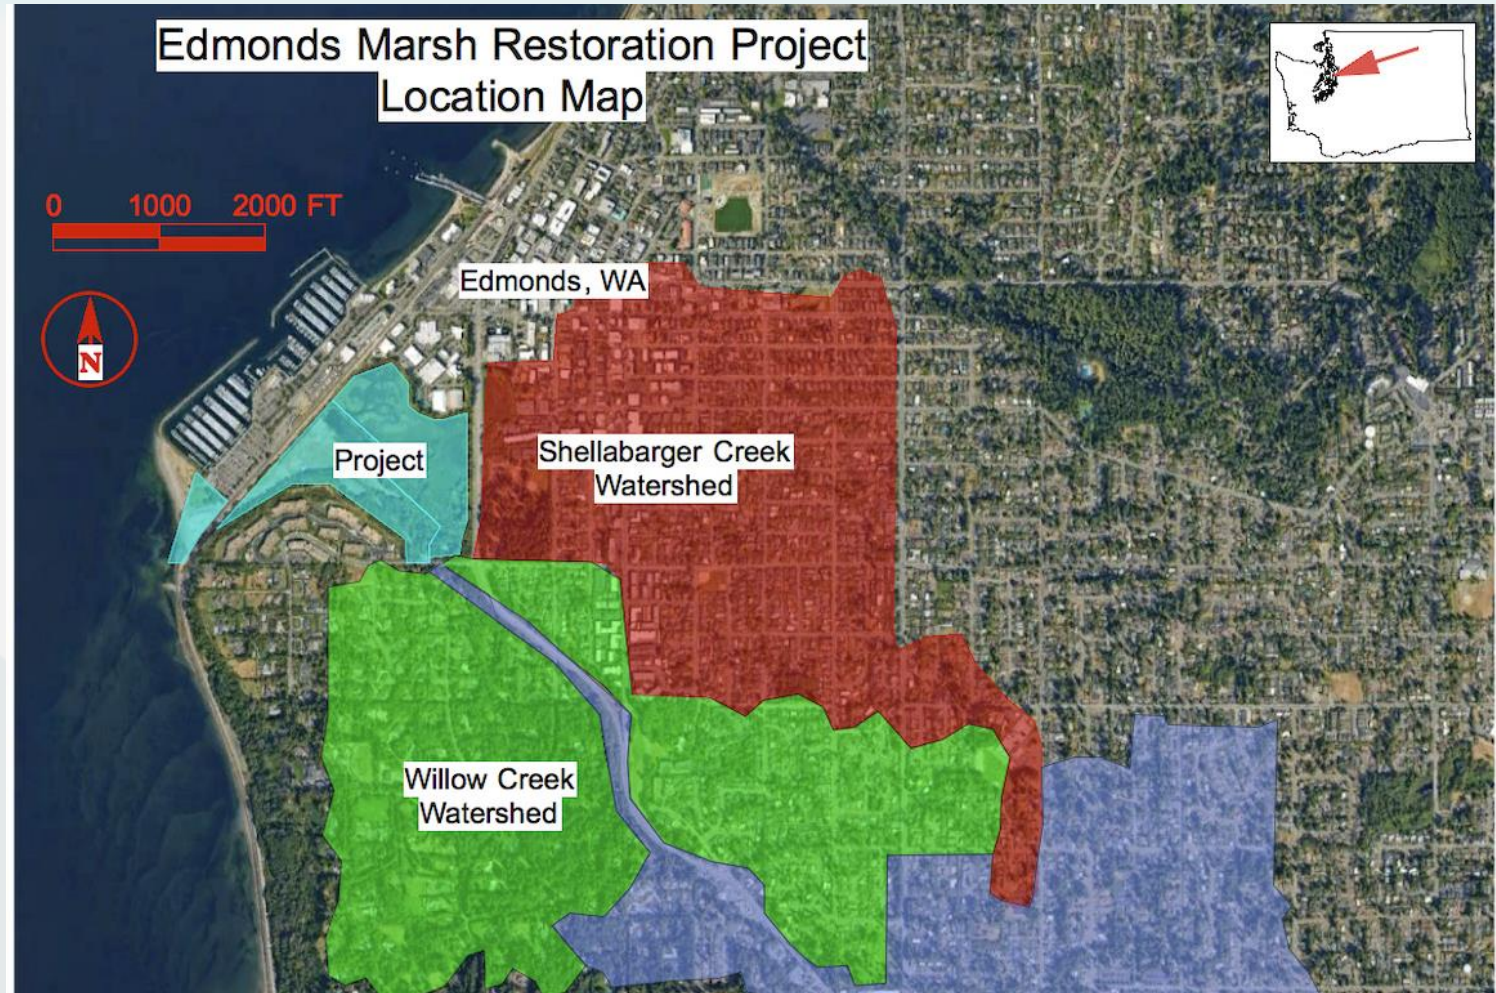 Edmonds Marsh Restoration Project
Location Map
0 1000 2000 FT
N
Edmonds, WA
Project
Shellabarger Creek
Watershed
Willow Creek
Watershed